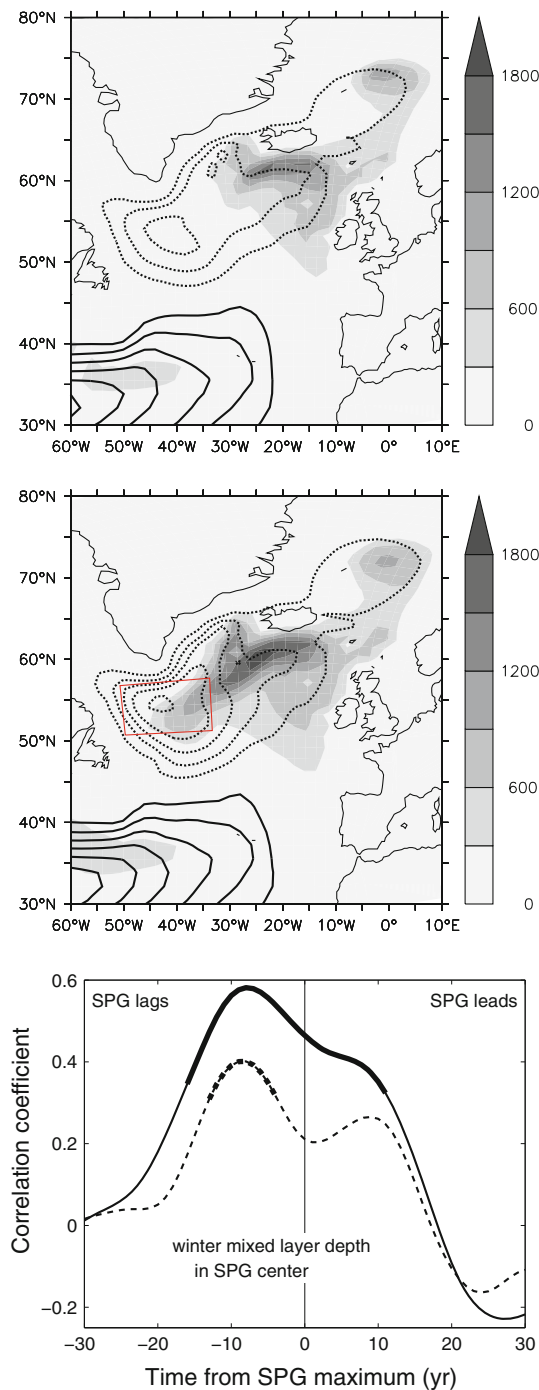 80°N
70°N
60°N
50°N
40°N
30°N
60°W 50°W 40°W 30°W 20°W 10°W 0° 10°E
1800
1200
600
0
80°N
70°N
60°N
50°N
40°N
30°N
60°W 50°W 40°W 30°W 20°W 10°W 0° 10°E
1800
1200
600
0
Correlation coefficient
0.6
0.4
0.2
0
−0.2
SPG lags
SPG leads
winter mixed layer depth
in SPG center
−30 −20 −10 0 10 20 30
Time from SPG maximum (yr)